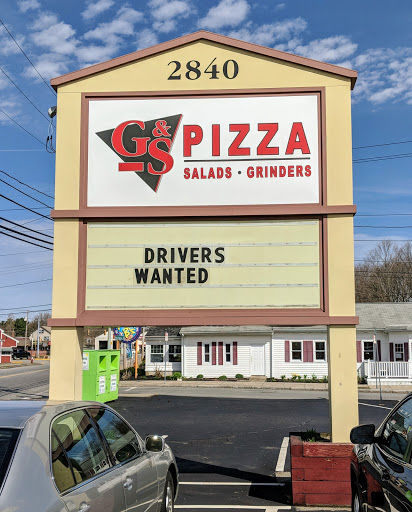 2840
G&S PIZZA
SALADS • GRINDERS
DRIVERS
WANTED